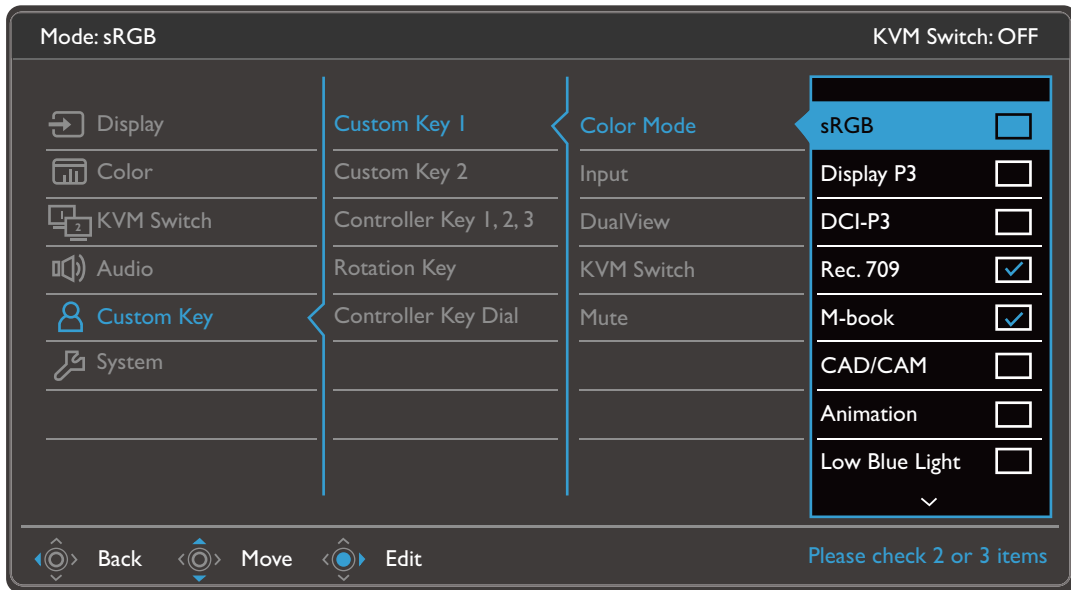 Mode: sRGB
KVM Switch: OFF
Display
Color
1
2
KVM Switch
Audio
Custom Key
System
Custom Key 1
Custom Key 2
Controller Key 1, 2, 3
Rotation Key
Controller Key Dial
Color Mode
Input
DualView
KVM Switch
Mute
sRGB
Display P3
DCI-P3
Rec. 709
M-book
CAD/CAM
Animation
Low Blue Light
Back
Move
Edit
Please check 2 or 3 items